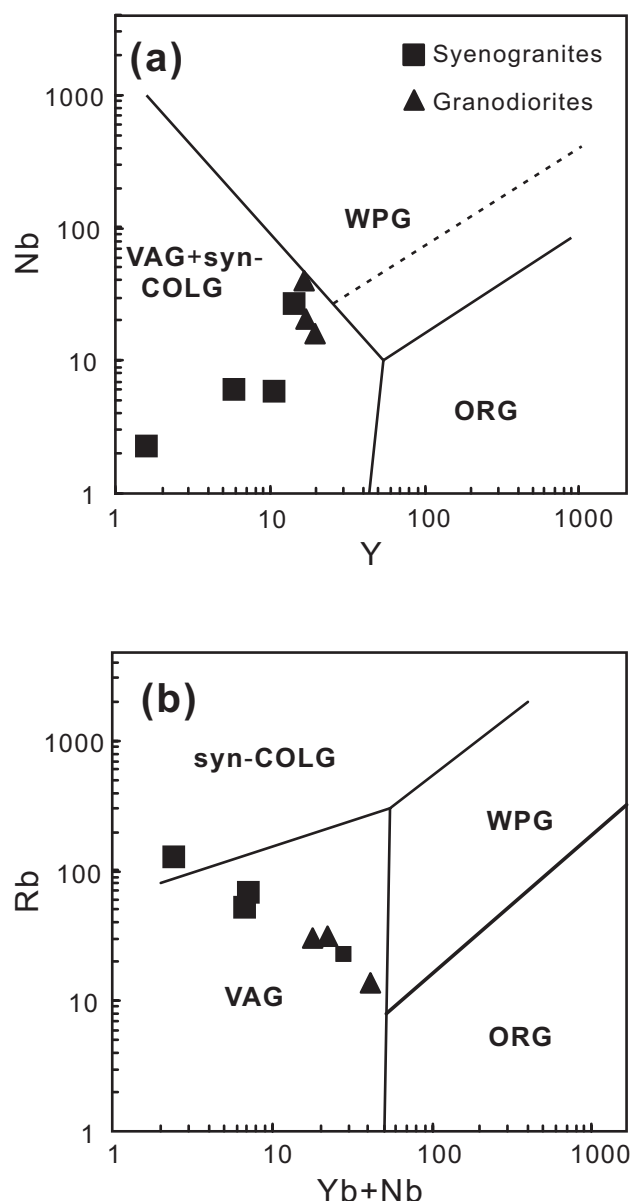 (a)
Syenogranites
Granodiorites
1000
100
10
1
Nb
WPG
VAG+syn-
COLG
ORG
1
10
100
1000
Y
(b)
syn-COLG
1000
100
10
1
Rb
WPG
VAG
ORG
1
10
100
1000
Yb+Nb